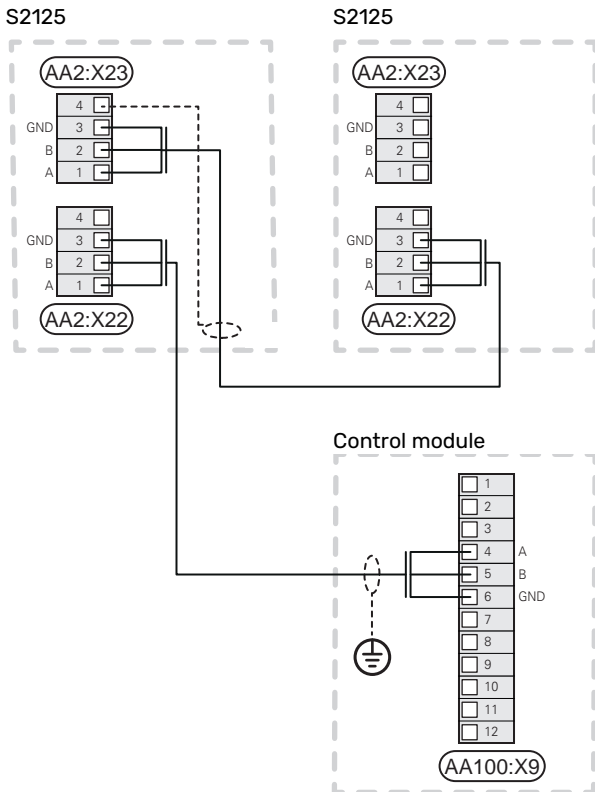 S2125
AA2:X23
4
GND 3
B 2
A 1
4
GND 3
B 2
A 1
AA2:X22
S2125
AA2:X23
4
GND 3
B 2
A 1
4
GND 3
B 2
A 1
AA2:X22
Control module
1
2
3
4 A
5 B
6 GND
7
8
9
10
11
12
AA100:X9